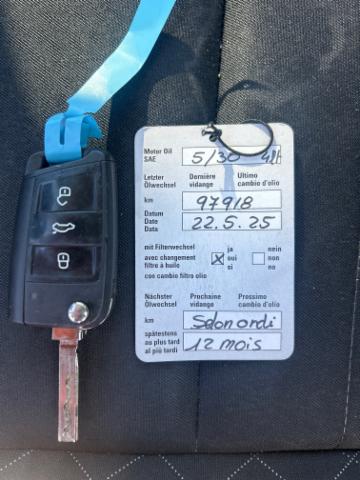 Motor Oil
SAE 5/30 4lt
Letzter Dernière Ultimo
Ölwechsel vidange cambio d'olio
km 97918
Datum
Date
Data 22.5.25
mit Filterwechsel ja nein
avec changement oui non
filtre à huile si no
con cambio filtro olio
Nächster Prochaine Prossimo
Ölwechsel vidange cambio d'olio
km Selon ordi
spätestens
au plus tard
al più tardi 12 mois